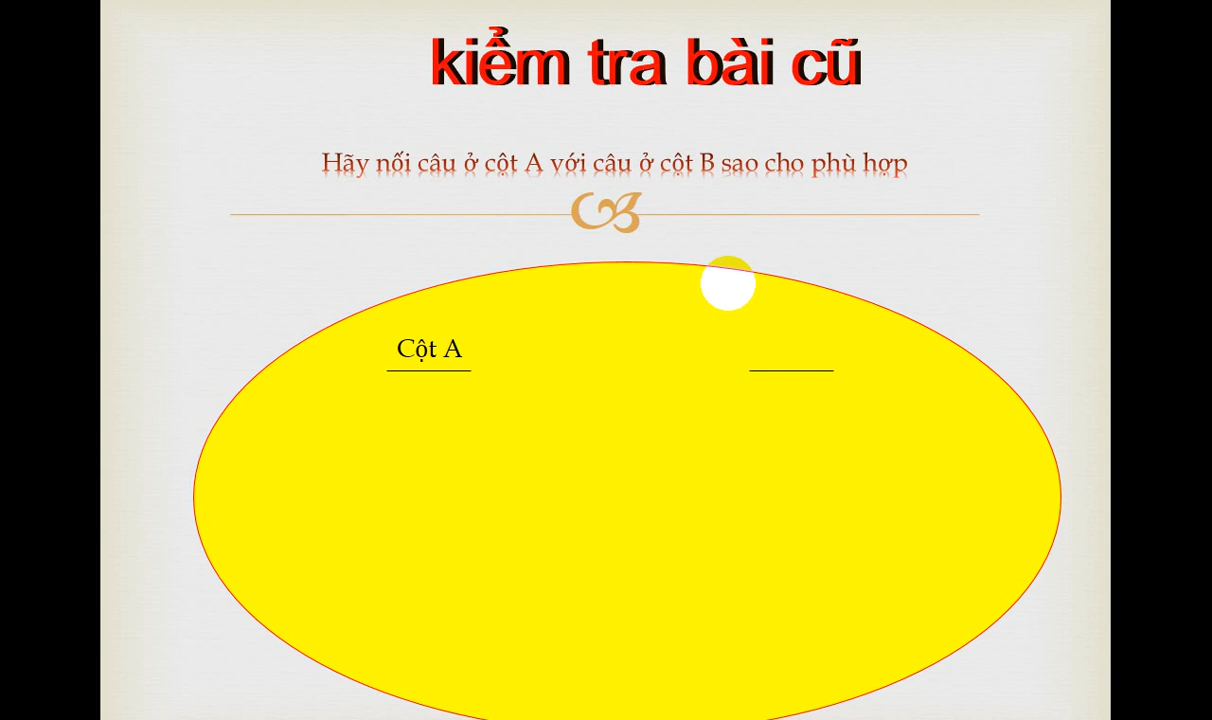 kiểm tra bài cũ
Hãy nối câu ở cột A với câu ở cột B sao cho phù hợp
Cột A